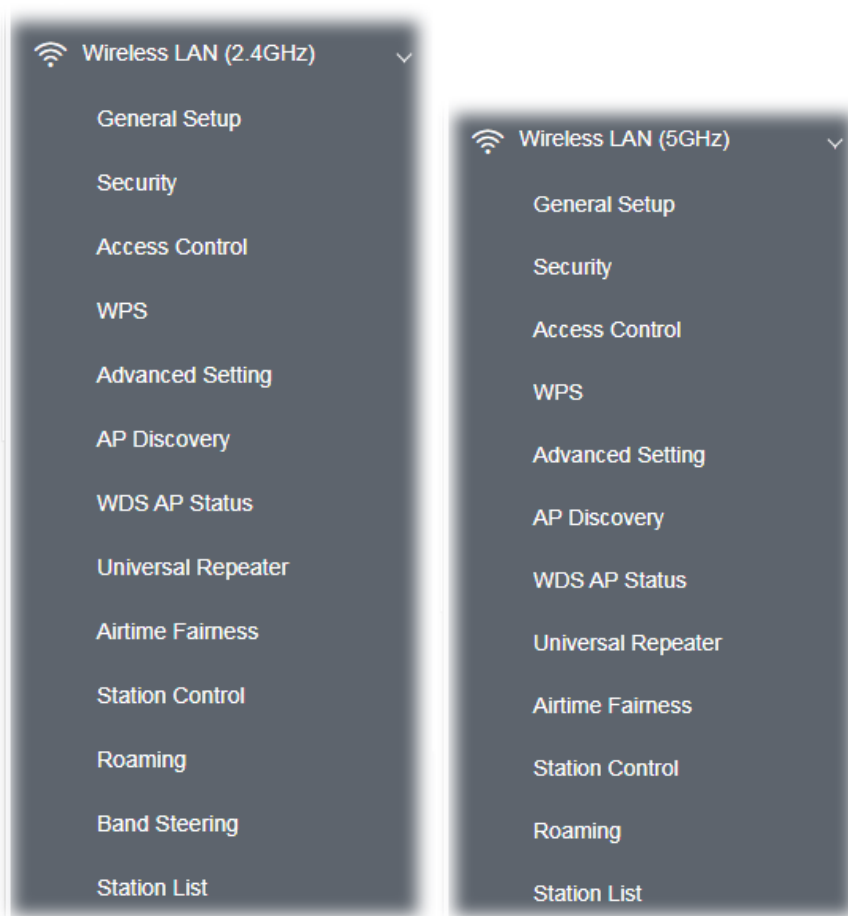 Wireless LAN (2.4GHz)
General Setup
Security
Access Control
WPS
Advanced Setting
AP Discovery
WDS AP Status
Universal Repeater
Airtime Fairness
Station Control
Roaming
Band Steering
Station List
Wireless LAN (5GHz)
General Setup
Security
Access Control
WPS
Advanced Setting
AP Discovery
WDS AP Status
Universal Repeater
Airtime Fairness
Station Control
Roaming
Station List